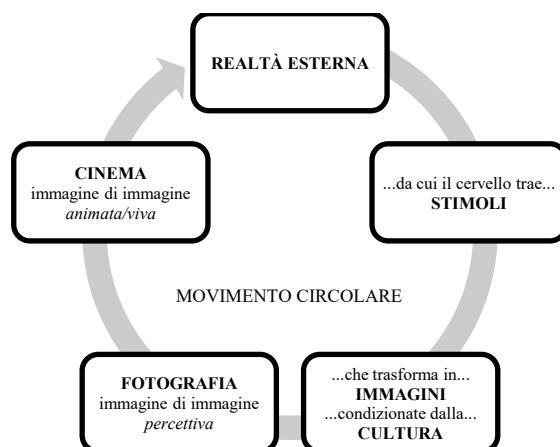 REALTÀ ESTERNA
...da cui il cervello trae...
STIMOLI
...che trasforma in...
IMMAGINI
...condizionate dalla...
CULTURA
FOTOGRAFIA
immagine di immagine
percettiva
CINEMA
immagine di immagine
animata/viva
MOVIMENTO CIRCOLARE